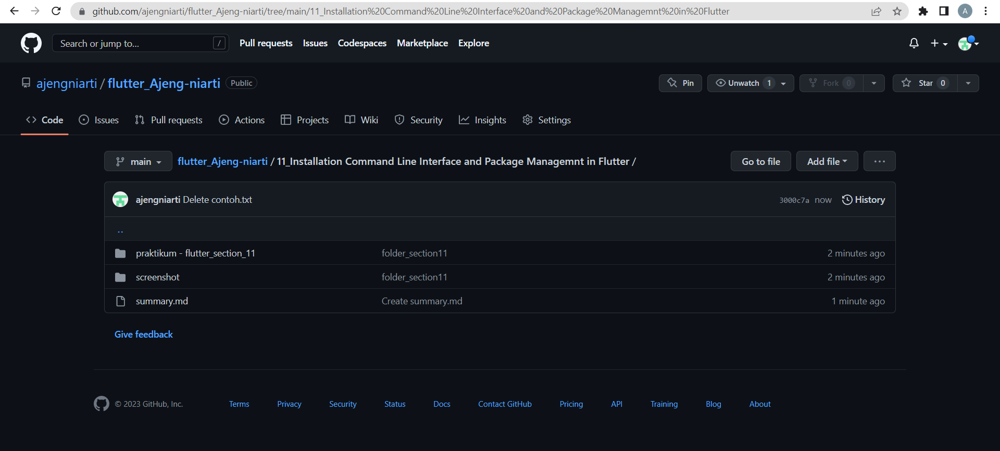 github.com/ajengniarti/flutter_Ajeng-niarti/tree/main/11_Installation%20Command%20Line%20Interface%20and%20Package%20Managemnt%20in%20Flutter A
Search or jump to... / Pull requests Issues Codespaces Marketplace Explore
ajengniarti / flutter_Ajeng-niarti Public Pin Unwatch 1 Fork 0 Star 0
Code Issues Pull requests Actions Projects Wiki Security Insights Settings
main flutter_Ajeng-niarti / 11_Installation Command Line Interface and Package Managemnt in Flutter / Go to file Add file ...
ajengniarti Delete contoh.txt 3000c7a now History
..
praktikum - flutter_section_11 folder_section11 2 minutes ago
screenshot folder_section11 2 minutes ago
summary.md Create summary.md 1 minute ago
Give feedback
© 2023 GitHub, Inc. Terms Privacy Security Status Docs Contact GitHub Pricing API Training Blog About